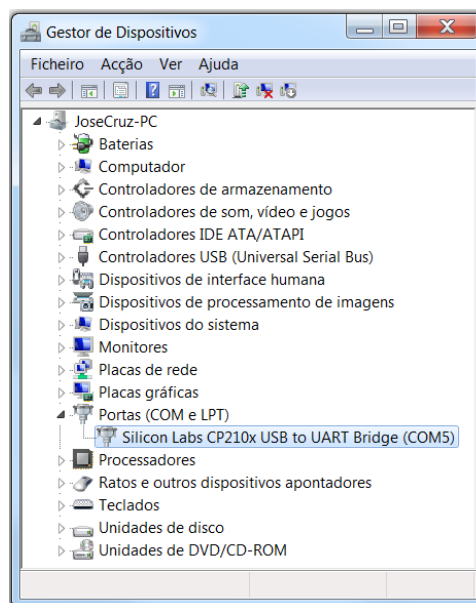 Gestor de Dispositivos
Ficheiro Acção Ver Ajuda
JoseCruz-PC
Baterias
Computador
Controladores de armazenamento
Controladores de som, vídeo e jogos
Controladores IDE ATA/ATAPI
Controladores USB (Universal Serial Bus)
Dispositivos de interface humana
Dispositivos de processamento de imagens
Dispositivos do sistema
Monitores
Placas de rede
Placas gráficas
Portas (COM e LPT)
Silicon Labs CP210x USB to UART Bridge (COM5)
Processadores
Ratos e outros dispositivos apontadores
Teclados
Unidades de disco
Unidades de DVD/CD-ROM